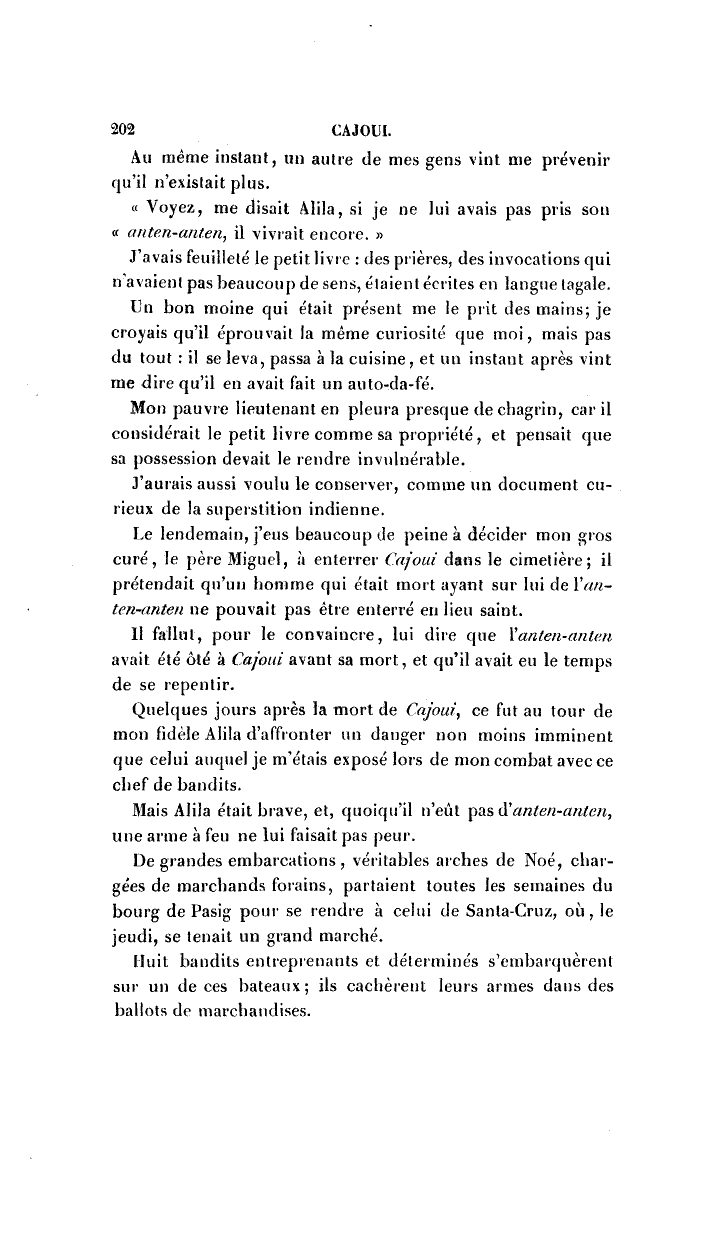 202 CAJOUI.
Au même instant, un autre de mes gens vint me prévenir
qu'il n'existait plus.
« Voyez, me disait Alila, si je ne lui avais pas pris son
« anten-anten, il vivrait encore. »
J'avais feuilleté le petit livre : des prières, des invocations qui
n'avaient pas beaucoup de sens, étaient écrites en langue tagale.
Un bon moine qui était présent me le prit des mains; je
croyais qu'il éprouvait la même curiosité que moi, mais pas
du tout : il se leva, passa à la cuisine, et un instant après vint
me dire qu'il en avait fait un auto-da-fé.
Mon pauvre lieutenant en pleura presque de chagrin, car il
considérait le petit livre comme sa propriété, et pensait que
sa possession devait le rendre invulnérable.
J'aurais aussi voulu le conserver, comme un document cu-
rieux de la superstition indienne.
Le lendemain, j'eus beaucoup de peine à décider mon gros
curé, le père Miguel, à enterrer Cajoui dans le cimetière; il
prétendait qu'un homme qui était mort ayant sur lui de l'an-
ten-anten ne pouvait pas être enterré en lieu saint.
Il fallut, pour le convaincre, lui dire que l'anten-anten
avait été ôté à Cajoui avant sa mort, et qu'il avait eu le temps
de se repentir.
Quelques jours après la mort de Cajoui, ce fut au tour de
mon fidèle Alila d'affronter un danger non moins imminent
que celui auquel je m'étais exposé lors de mon combat avec ce
chef de bandits.
Mais Alila était brave, et, quoiqu'il n'eût pas d'anten-anten,
une arme à feu ne lui faisait pas peur.
De grandes embarcations, véritables arches de Noé, char-
gées de marchands forains, partaient toutes les semaines du
bourg de Pasig pour se rendre à celui de Santa-Cruz, où, le
jeudi, se tenait un grand marché.
Huit bandits entreprenants et déterminés s'embarquèrent
sur un de ces bateaux; ils cachèrent leurs armes dans des
ballots de marchandises.